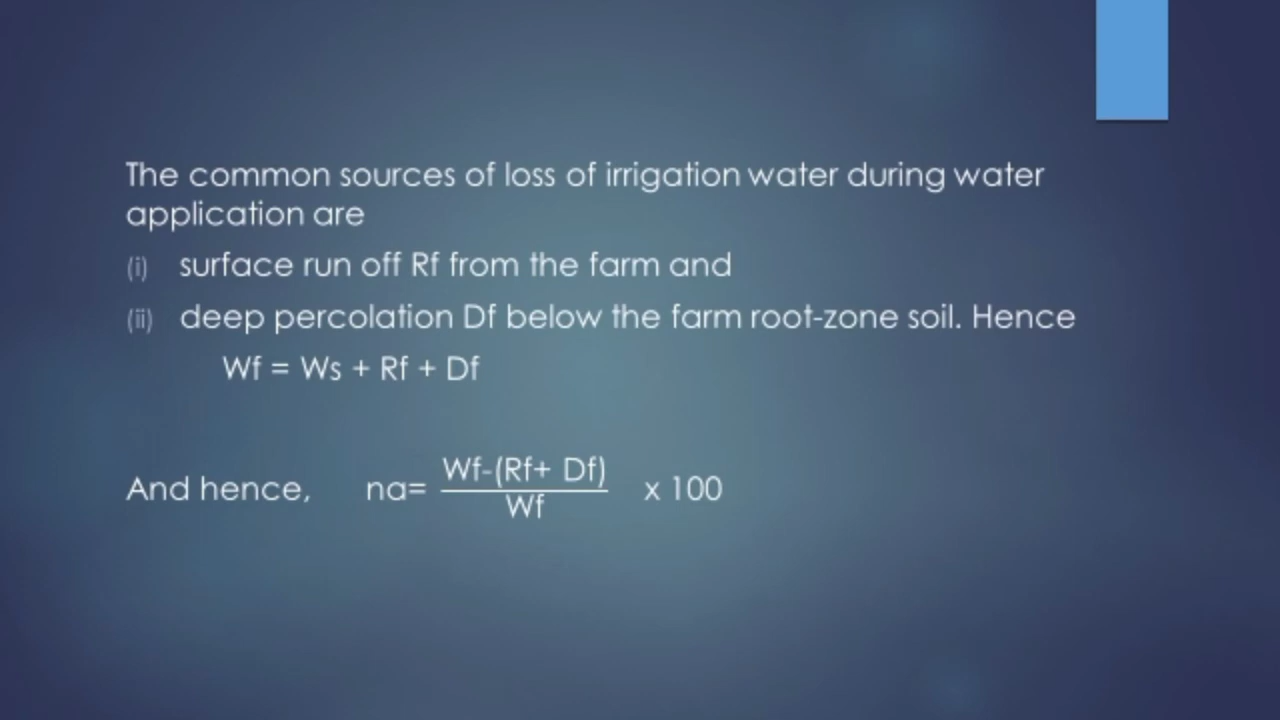 The common sources of loss of irrigation water during water
application are
(i) surface run off Rf from the farm and
(ii) deep percolation Df below the farm root-zone soil. Hence
Wf = Ws + Rf + Df
Wf-(Rf+ Df)
And hence, na= x 100
Wf